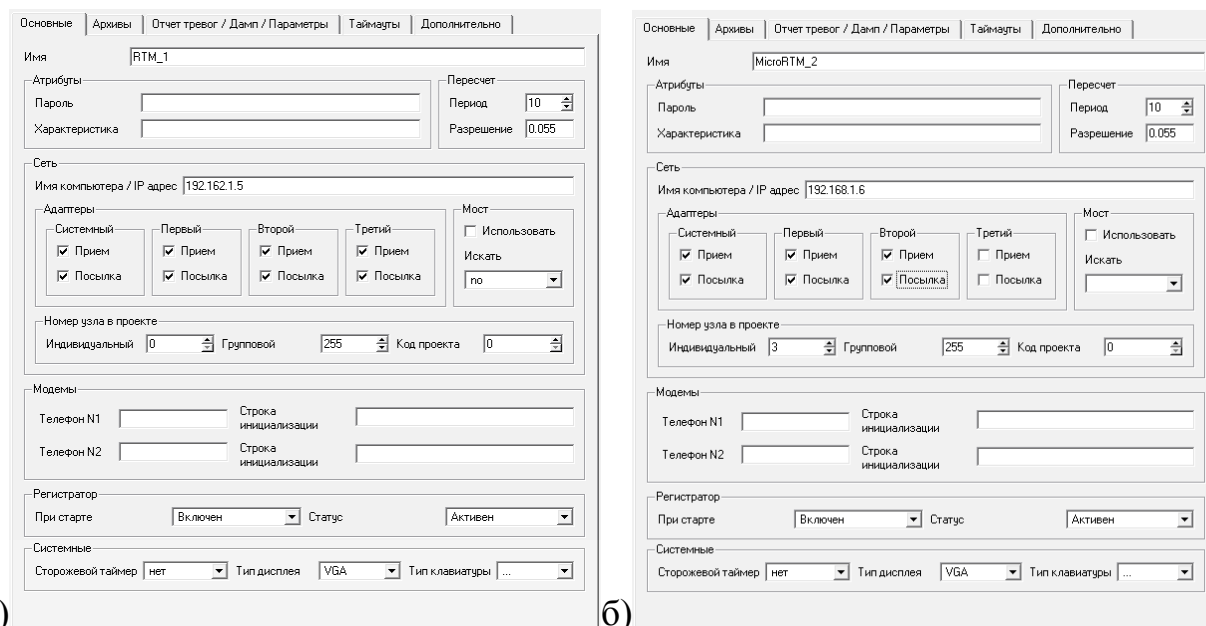 Основные Архивы Отчет тревог / Дамп / Параметры Таймауты Дополнительно
Имя RTM_1
Атрибуты Пересчет
Пароль Период 10
Характеристика Разрешение 0.055
Сеть
Имя компьютера / IP адрес 192.162.1.5
Адаптеры Мост
Системный Первый Второй Третий Использовать
Прием Прием Прием Прием Искать
Посылка Посылка Посылка Посылка no
Номер узла в проекте
Индивидуальный 0 Групповой 255 Код проекта 0
Модемы
Телефон N1 Строка
инициализации
Телефон N2 Строка
инициализации
Регистратор
При старте Включен Статус Активен
Системные
Сторожевой таймер нет Тип дисплея VGA Тип клавиатуры ...
)
Основные Архивы Отчет тревог / Дамп / Параметры Таймауты Дополнительно
Имя MicroRTM_2
Атрибуты Пересчет
Пароль Период 10
Характеристика Разрешение 0.055
Сеть
Имя компьютера / IP адрес 192.168.1.6
Адаптеры Мост
Системный Первый Второй Третий Использовать
Прием Прием Прием Прием Искать
Посылка Посылка Посылка Посылка
Номер узла в проекте
Индивидуальный 3 Групповой 255 Код проекта 0
Модемы
Телефон N1 Строка
инициализации
Телефон N2 Строка
инициализации
Регистратор
При старте Включен Статус Активен
Системные
Сторожевой таймер нет Тип дисплея VGA Тип клавиатуры ...
б)